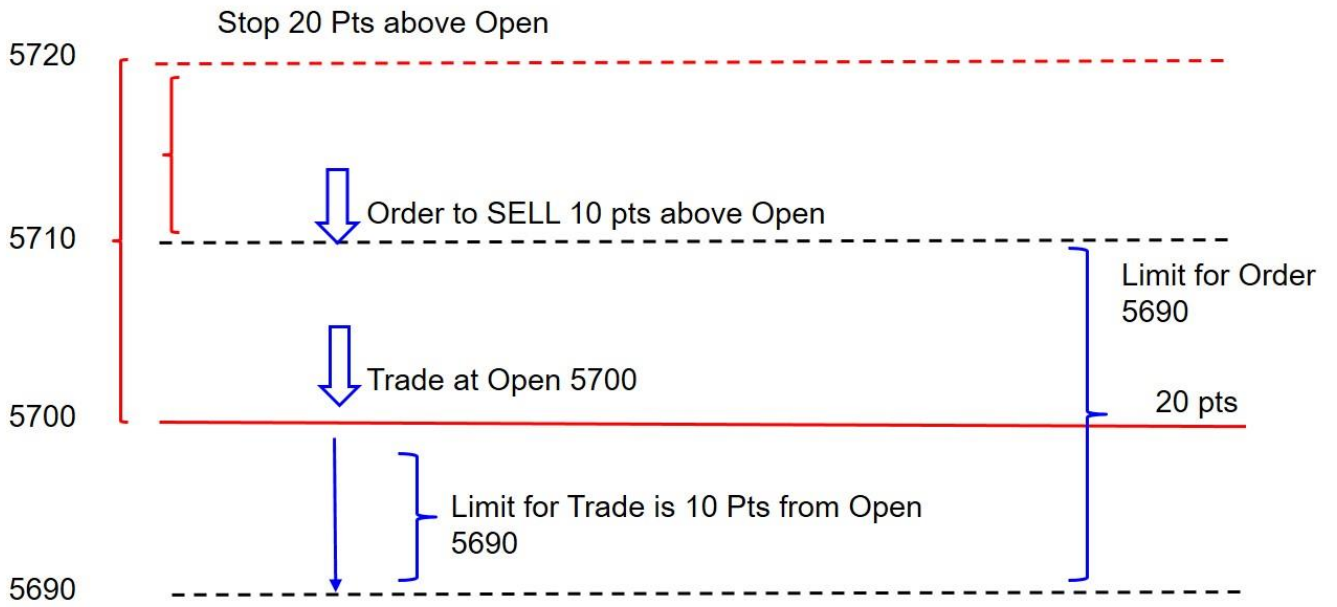 Stop 20 Pts above Open
5720
Order to SELL 10 pts above Open
5710
Limit for Order
5690
Trade at Open 5700
20 pts
5700
Limit for Trade is 10 Pts from Open
5690
5690